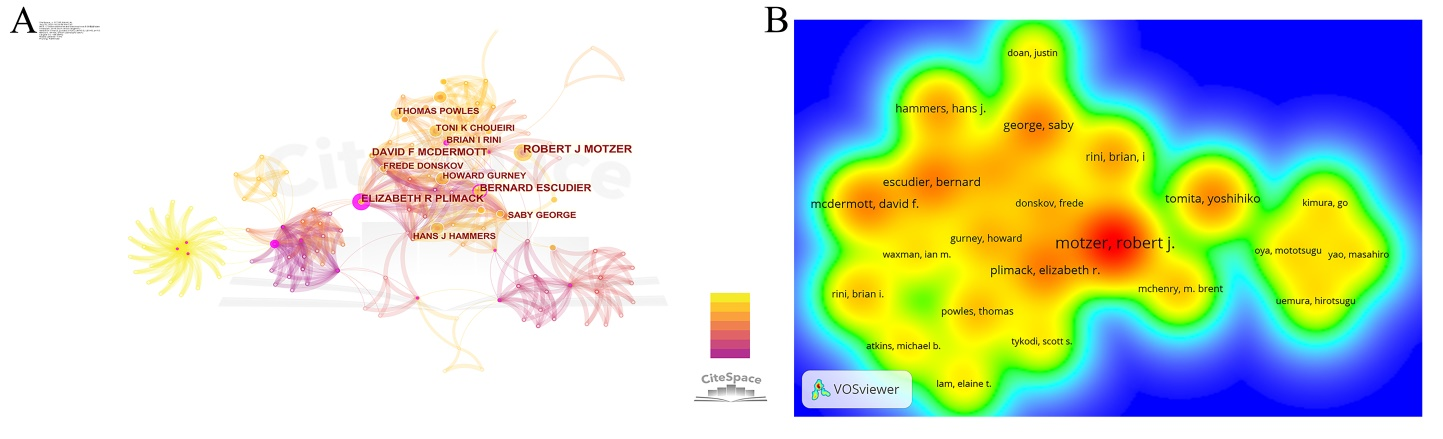 A
B
THOMAS POWLES
TONI K CHOUEIRI
BRIAN I RINI
DAVID F MCDERMOTT
ROBERT J MOTZER
FREDE DONSKOV
HOWARD GURNEY
BERNARD ESCUDIER
ELIZABETH R PLIMACK
SABY GEORGE
HANS J HAMMERS
CiteSpace
CiteSpace
doan, justin
hammers, hans j.
george, saby
rini, brian, i
escudier, bernard
mcdermott, david f.
donskov, frede
tomita, yoshihiko
kimura, go
gurney, howard
motzer, robert j.
waxman, ian m.
oya, mototsugu
yao, masahiro
plimack, elizabeth r.
rini, brian i.
mchenry, m. brent
uemura, hirotsugu
powles, thomas
atkins, michael b.
tykodi, scott s.
lam, elaine t.
VOSviewer